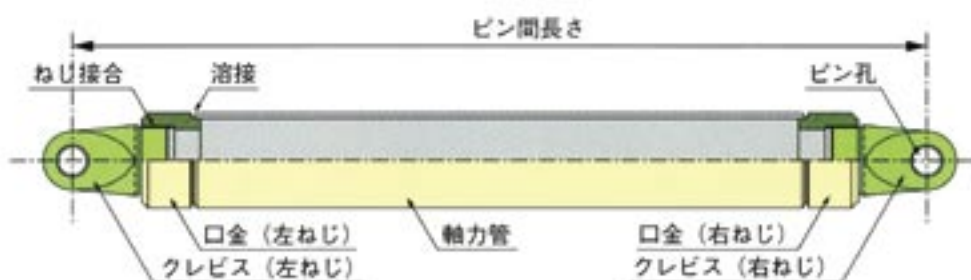 ピン間長さ
ねじ接合
溶接
ピン孔
口金（左ねじ）
クレビス（左ねじ）
軸力管
口金（右ねじ）
クレビス（右ねじ）